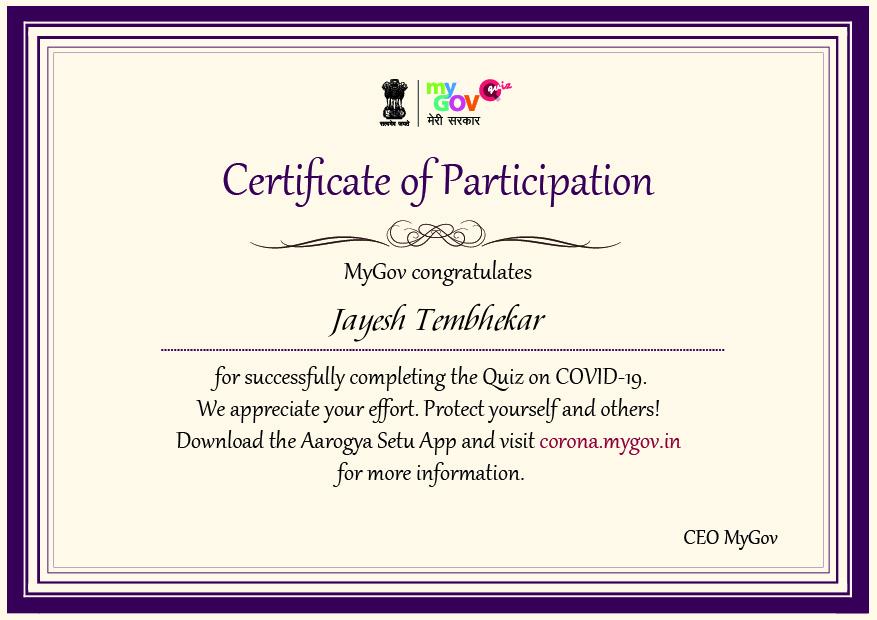 सत्यमेव जयते
my quiz
GOV
मेरी सरकार
Certificate of Participation
MyGov congratulates
Jayesh Tembhekar
for successfully completing the Quiz on COVID-19.
We appreciate your effort. Protect yourself and others!
Download the Aarogya Setu App and visit corona.mygov.in
for more information.
CEO MyGov